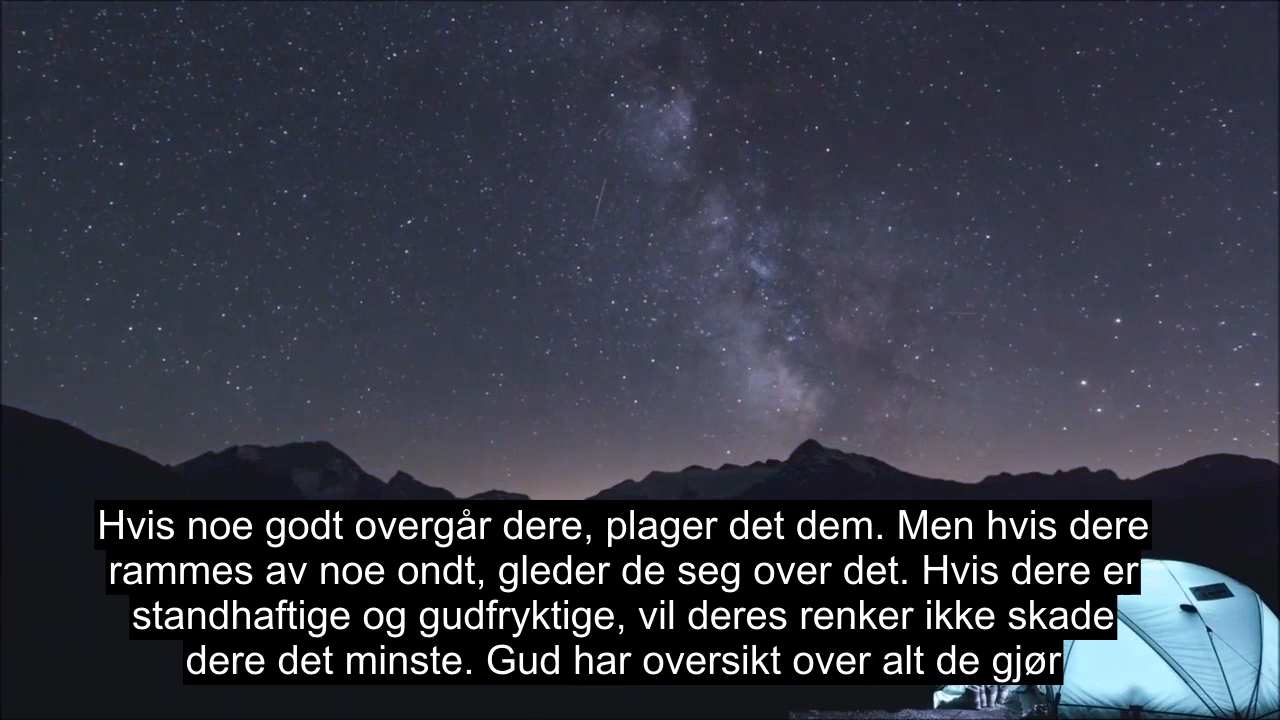 Hvis noe godt overgår dere, plager det dem. Men hvis dere
rammes av noe ondt, gleder de seg over det. Hvis dere er
standhaftige og gudfryktige, vil deres renker ikke skade
dere det minste. Gud har oversikt over alt de gjør